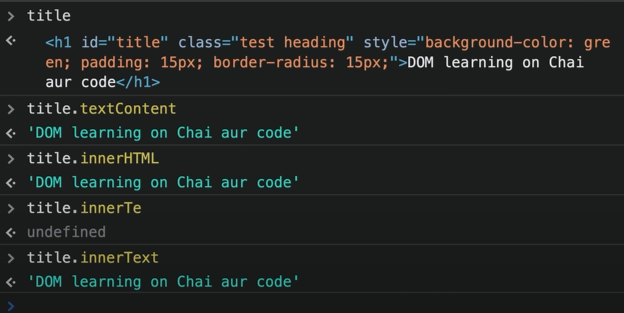 > title
<h1 id="title" class="test heading" style="background-color: gre
en; padding: 15px; border-radius: 15px;">DOM learning on Chai
aur code</h1>
> title.textContent
'DOM learning on Chai aur code'
> title.innerHTML
'DOM learning on Chai aur code'
> title.innerTe
undefined
> title.innerText
'DOM learning on Chai aur code'
>